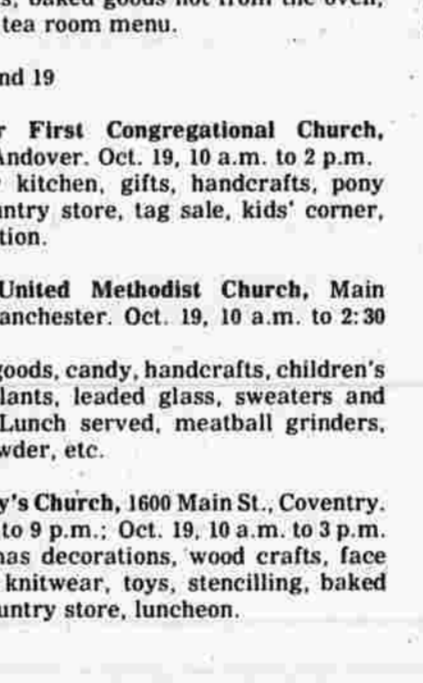 baked goods hot from the oven,
tea room menu.
nd 19
r First Congregational Church,
Andover. Oct. 19, 10 a.m. to 2 p.m.
kitchen, gifts, handcrafts, pony
untry store, tag sale, kids' corner,
tion.
United Methodist Church, Main
anchester. Oct. 19, 10 a.m. to 2:30
goods, candy, handcrafts, children's
lants, leaded glass, sweaters and
Lunch served, meatball grinders,
wder, etc.
y's Church, 1600 Main St., Coventry.
to 9 p.m.; Oct. 19, 10 a.m. to 3 p.m.
mas decorations, wood crafts, face
knitwear, toys, stencilling, baked
untry store, luncheon.